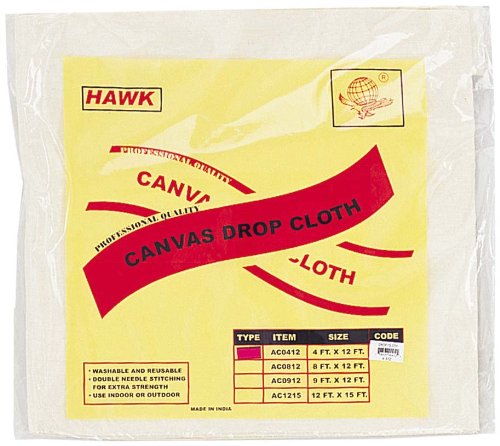 HAWK
®
PROFESSIONAL QUALITY
CANVA
PROFESSIONAL QUALITY
CANVAS DROP CLOTH
CLOTH
TYPE ITEM SIZE CODE
AC0412 4 FT. X 12 FT.
AC0812 8 FT. X 12 FT.
AC0912 9 FT. X 12 FT.
AC1215 12 FT. X 15 FT.
• WASHABLE AND REUSABLE
• DOUBLE NEEDLE STITCHING
FOR EXTRA STRENGTH
• USE INDOOR OR OUTDOOR
MADE IN INDIA